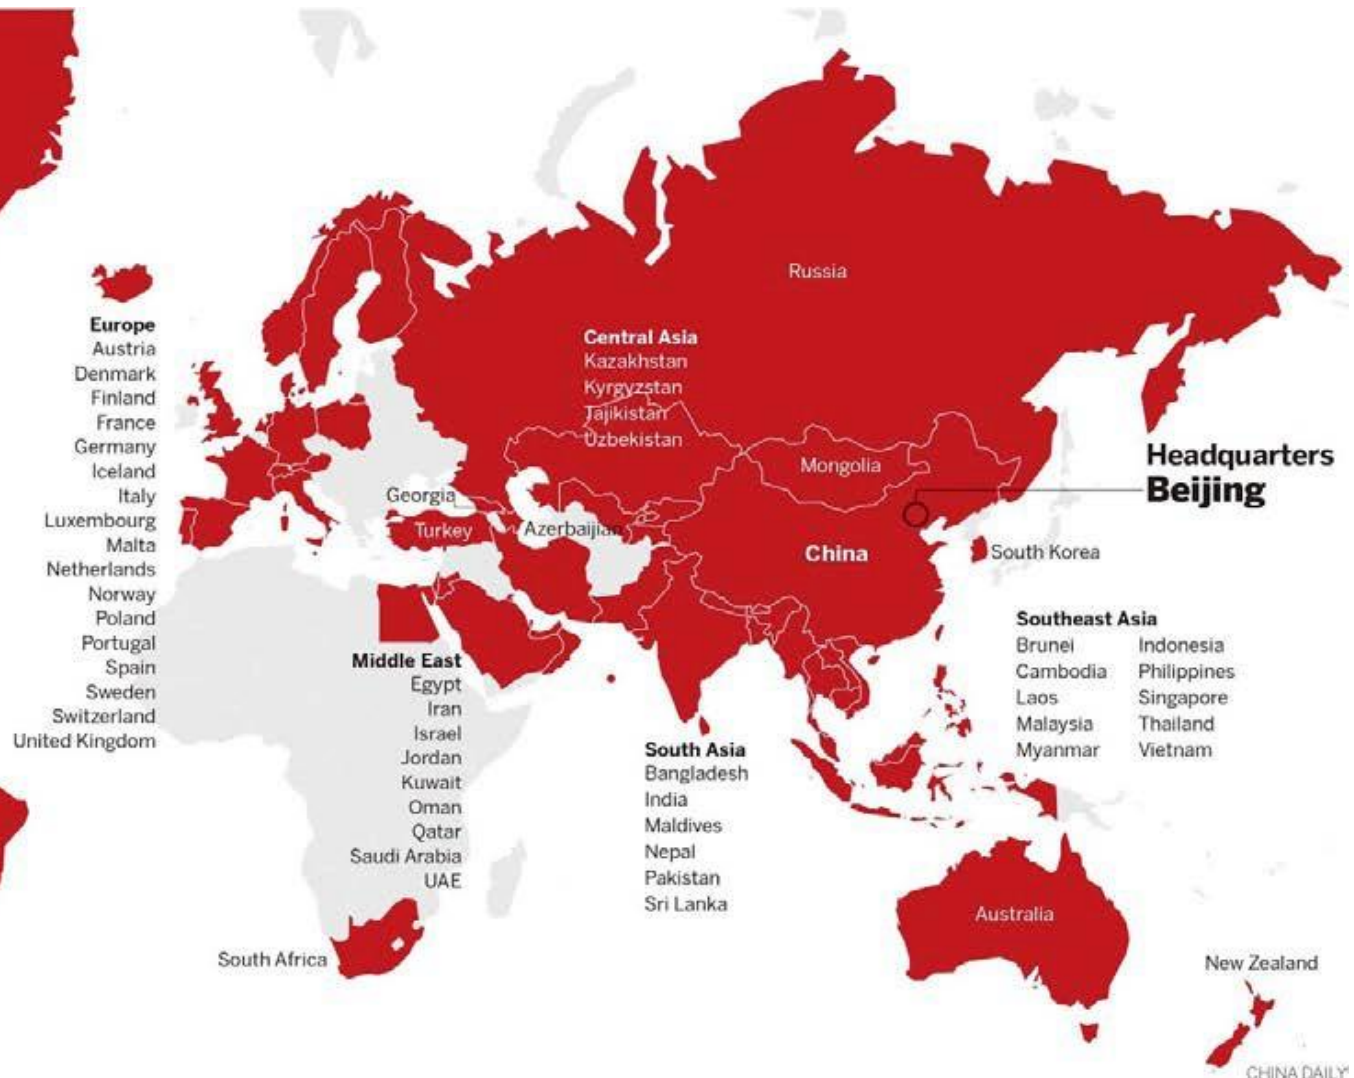 Russia
Europe
Austria
Denmark
Finland
France
Germany
Iceland
Italy
Luxembourg
Malta
Netherlands
Norway
Poland
Portugal
Spain
Sweden
Switzerland
United Kingdom
Central Asia
Kazakhstan
Kyrgyzstan
Tajikistan
Uzbekistan
Mongolia
Headquarters
Beijing
Georgia
Turkey
Azerbaijian
China
South Korea
Middle East
Egypt
Iran
Israel
Jordan
Kuwait
Oman
Qatar
Saudi Arabia
UAE
South Asia
Bangladesh
India
Maldives
Nepal
Pakistan
Sri Lanka
Southeast Asia
Brunei Indonesia
Cambodia Philippines
Laos Singapore
Malaysia Thailand
Myanmar Vietnam
Australia
South Africa
New Zealand
CHINA DAILY